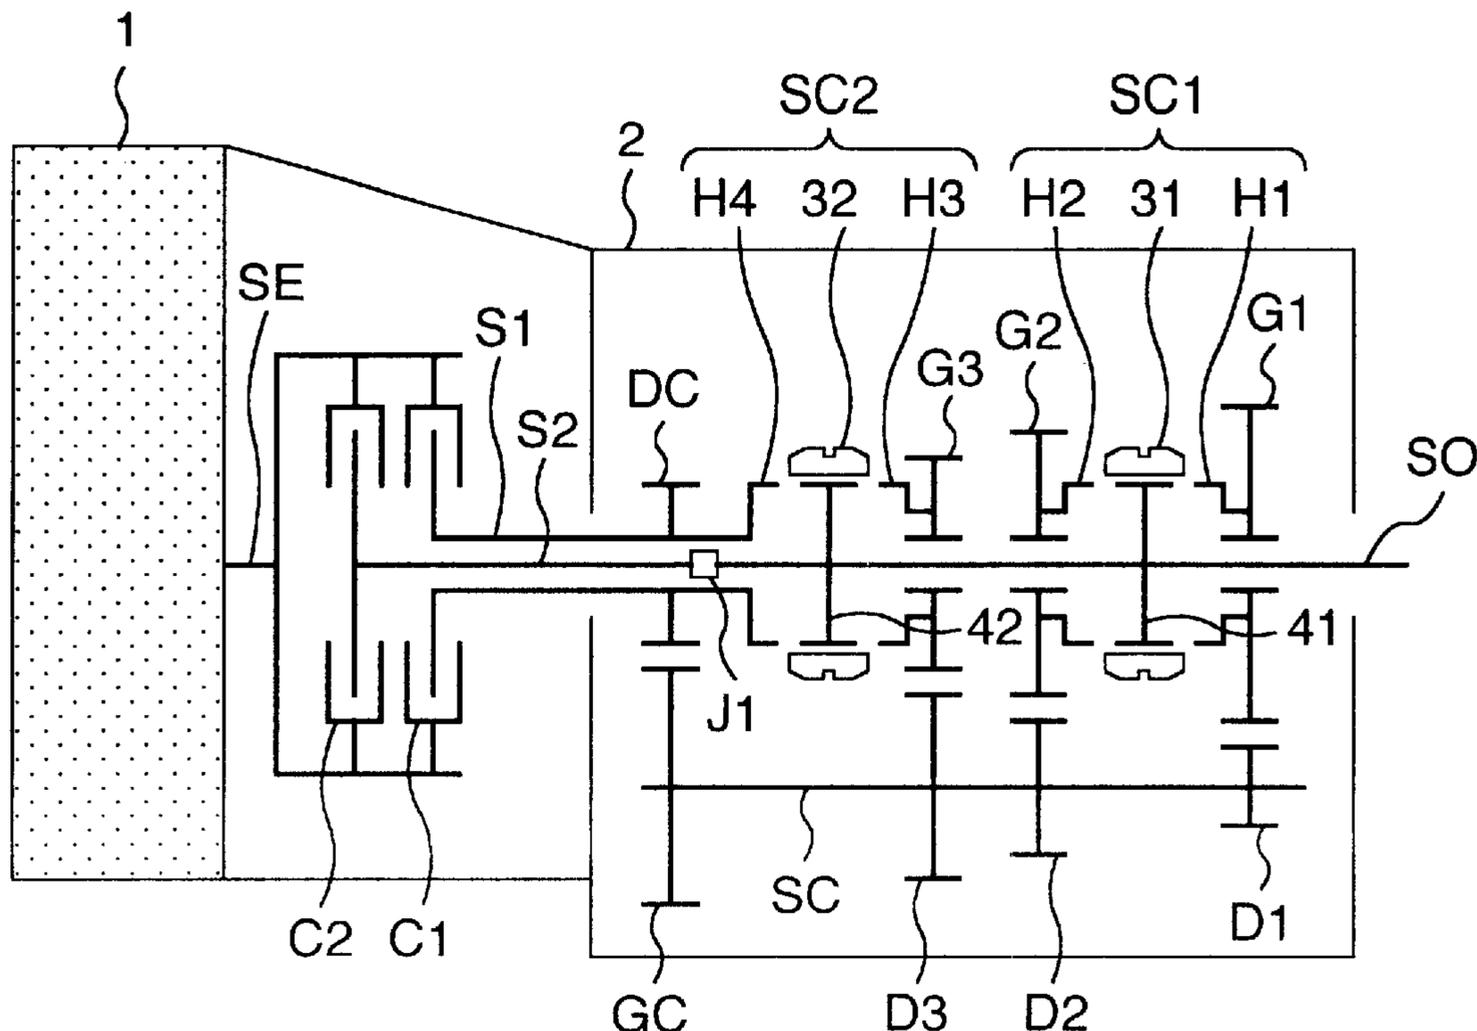 1
SC2 SC1
2
H4 32 H3 H2 31 H1
SE
S1
G1
G2
G3
DC
S2
SO
42 41
J1
SC
C2 C1
D1
GC D3 D2